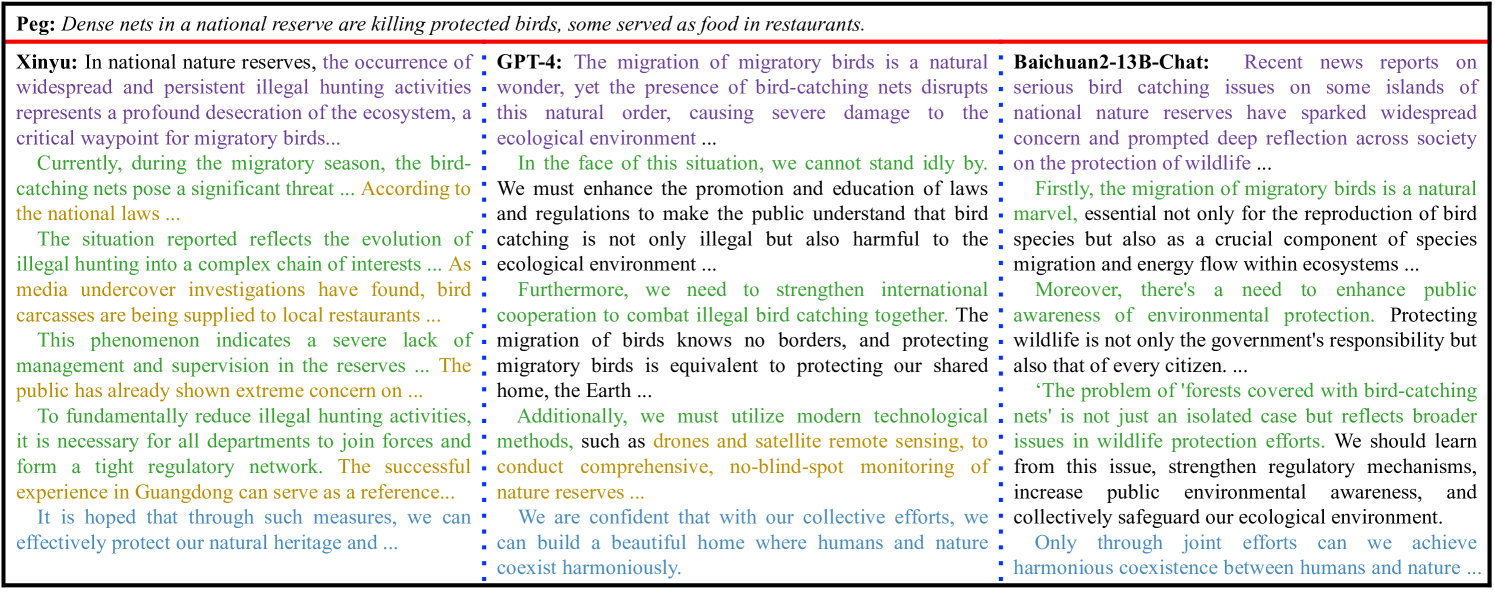 Peg: Dense nets in a national reserve are killing protected birds, some served as food in restaurants.
Xinyu: In national nature reserves, the occurrence of
widespread and persistent illegal hunting activities
represents a profound desecration of the ecosystem, a
critical waypoint for migratory birds...
Currently, during the migratory season, the bird-
catching nets pose a significant threat ... According to
the national laws ...
The situation reported reflects the evolution of
illegal hunting into a complex chain of interests ... As
media undercover investigations have found, bird
carcasses are being supplied to local restaurants ...
This phenomenon indicates a severe lack of
management and supervision in the reserves ... The
public has already shown extreme concern on ...
To fundamentally reduce illegal hunting activities,
it is necessary for all departments to join forces and
form a tight regulatory network. The successful
experience in Guangdong can serve as a reference...
It is hoped that through such measures, we can
effectively protect our natural heritage and ...
GPT-4: The migration of migratory birds is a natural
wonder, yet the presence of bird-catching nets disrupts
this natural order, causing severe damage to the
ecological environment ...
In the face of this situation, we cannot stand idly by.
We must enhance the promotion and education of laws
and regulations to make the public understand that bird
catching is not only illegal but also harmful to the
ecological environment ...
Furthermore, we need to strengthen international
cooperation to combat illegal bird catching together. The
migration of birds knows no borders, and protecting
migratory birds is equivalent to protecting our shared
home, the Earth ...
Additionally, we must utilize modern technological
methods, such as drones and satellite remote sensing, to
conduct comprehensive, no-blind-spot monitoring of
nature reserves ...
We are confident that with our collective efforts, we
can build a beautiful home where humans and nature
coexist harmoniously.
Baichuan2-13B-Chat: Recent news reports on
serious bird catching issues on some islands of
national nature reserves have sparked widespread
concern and prompted deep reflection across society
on the protection of wildlife ...
Firstly, the migration of migratory birds is a natural
marvel, essential not only for the reproduction of bird
species but also as a crucial component of species
migration and energy flow within ecosystems ...
Moreover, there's a need to enhance public
awareness of environmental protection. Protecting
wildlife is not only the government's responsibility but
also that of every citizen. ...
‘The problem of 'forests covered with bird-catching
nets' is not just an isolated case but reflects broader
issues in wildlife protection efforts. We should learn
from this issue, strengthen regulatory mechanisms,
increase public environmental awareness, and
collectively safeguard our ecological environment.
Only through joint efforts can we achieve
harmonious coexistence between humans and nature ...